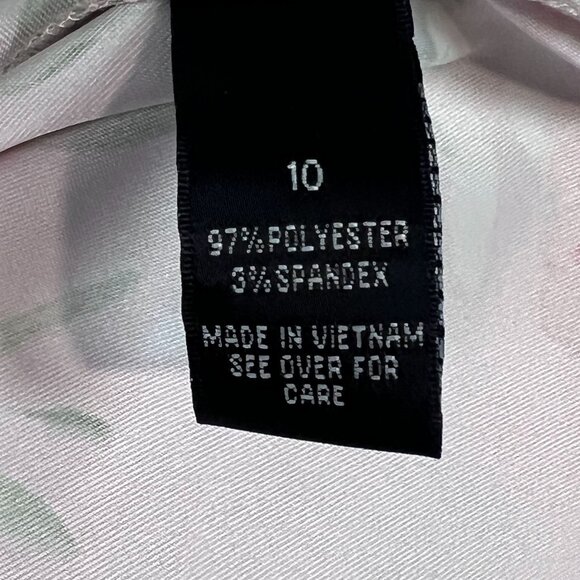 10
97%POLYESTER
3%SPANDEX
MADE IN VIETNAM
SEE OVER FOR
CARE